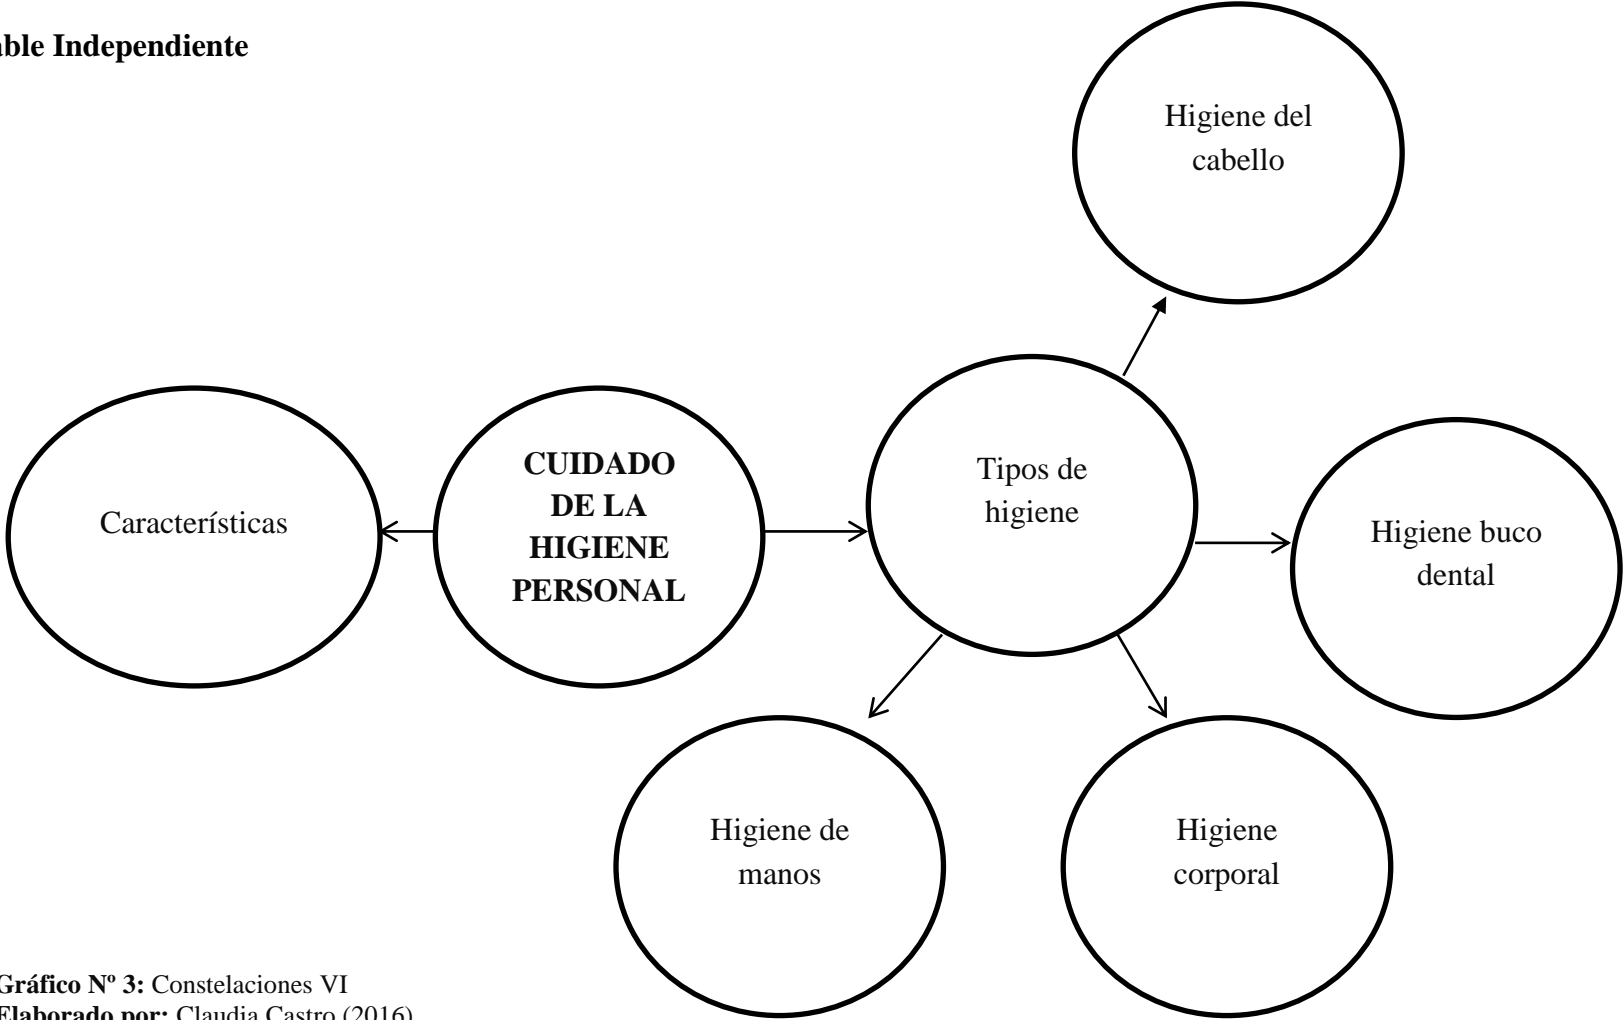 able Independiente
Higiene del
cabello
Características
CUIDADO
DE LA
HIGIENE
PERSONAL
Tipos de
higiene
Higiene buco
dental
Higiene de
manos
Higiene
corporal
Gráfico Nº 3: Constelaciones VI
Elaborado por: Claudia Castro (2016)